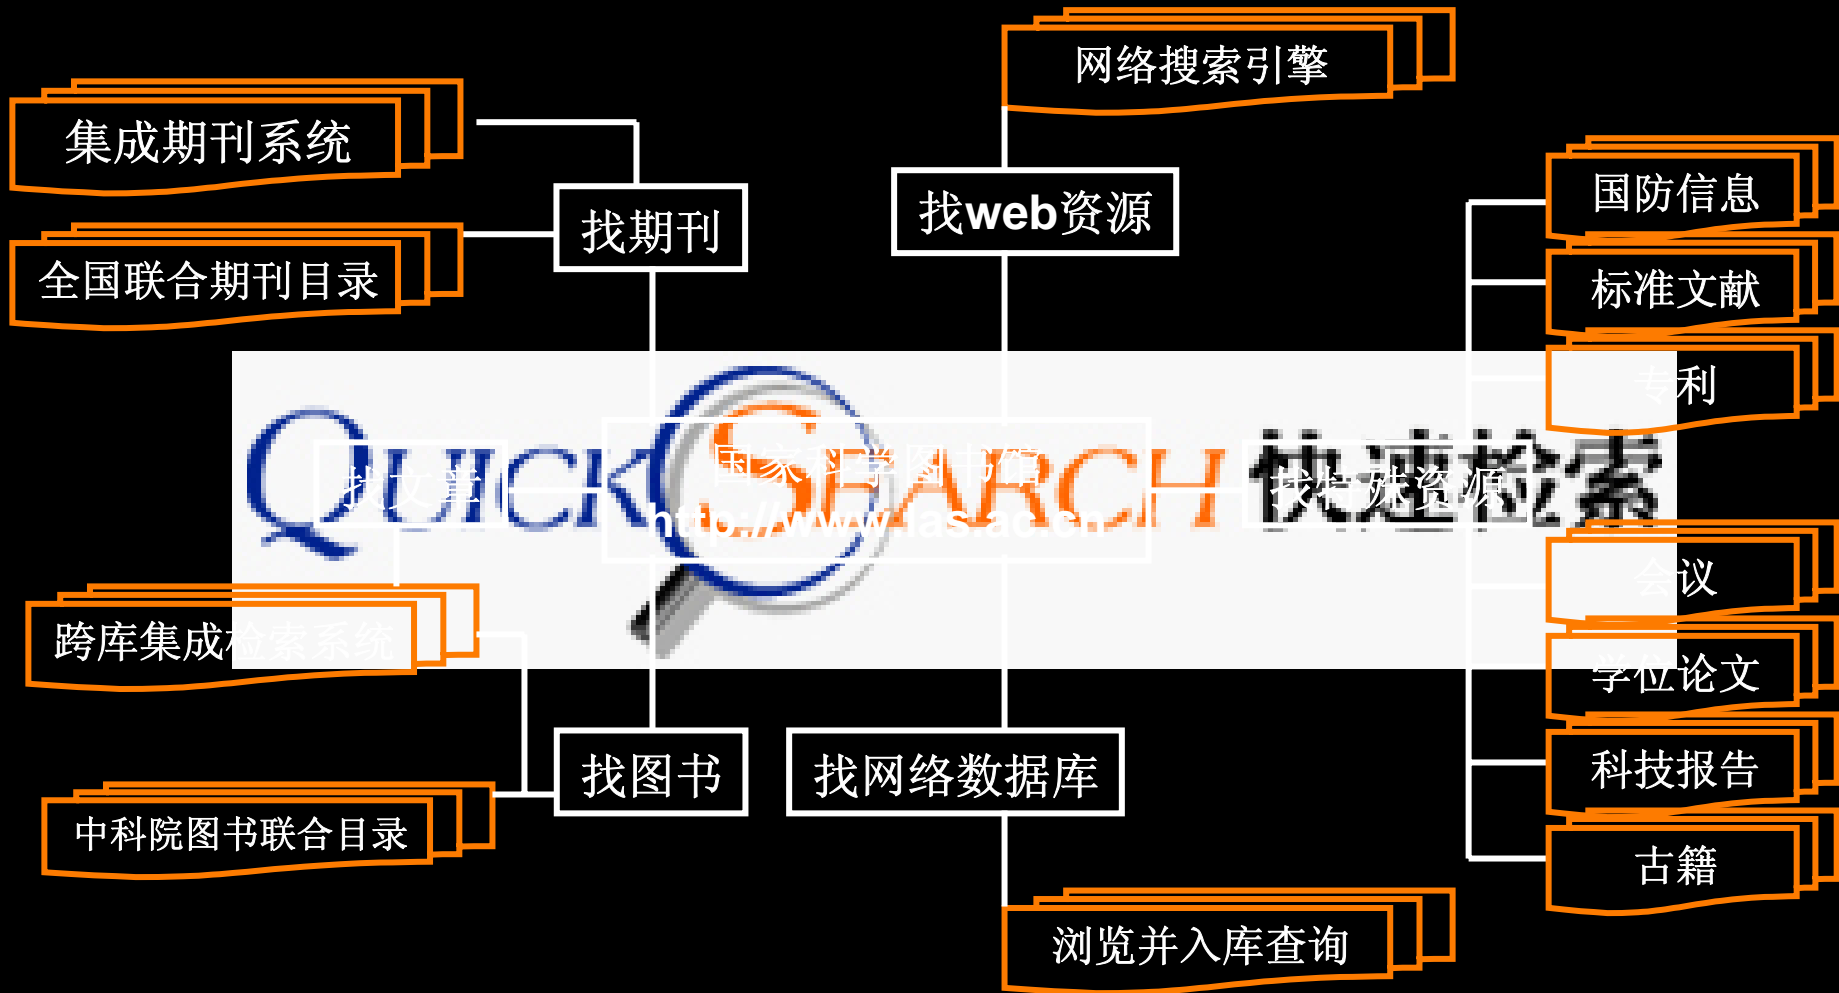 网络搜索引擎
集成期刊系统
国防信息
找期刊
找web资源
全国联合期刊目录
标准文献
专利
QUICK SEARCH 快速检索
国家科学图书馆
找文章
找特殊资源
http://www.las.ac.cn
会议
跨库集成检索系统
学位论文
找图书
找网络数据库
科技报告
中科院图书联合目录
古籍
浏览并入库查询